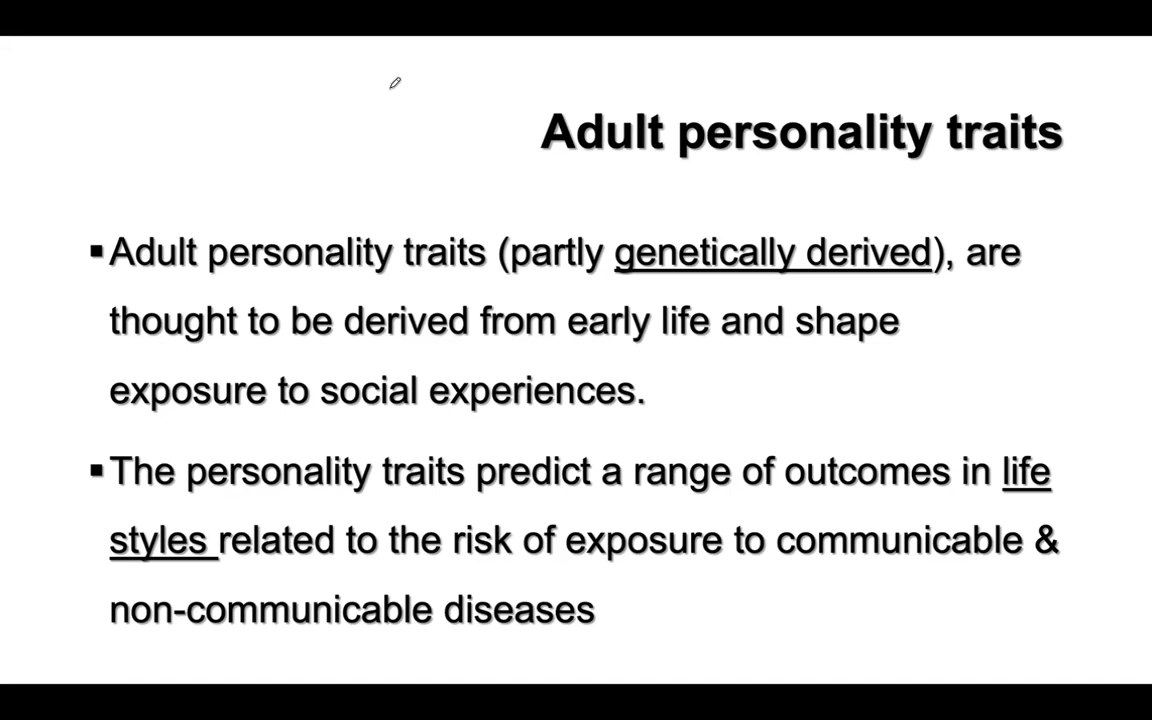 Adult personality traits
▪Adult personality traits (partly genetically derived), are
thought to be derived from early life and shape
exposure to social experiences.
▪The personality traits predict a range of outcomes in life
styles related to the risk of exposure to communicable &
non-communicable diseases